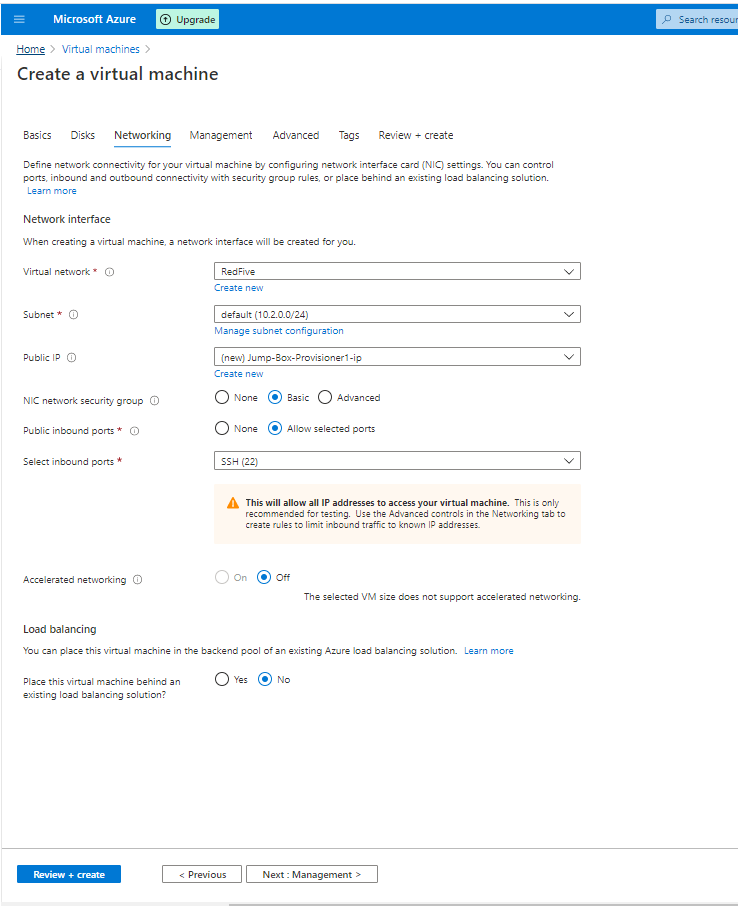 Microsoft Azure Upgrade Search resour
Home > Virtual machines >
Create a virtual machine
Basics Disks Networking Management Advanced Tags Review + create
Define network connectivity for your virtual machine by configuring network interface card (NIC) settings. You can control
ports, inbound and outbound connectivity with security group rules, or place behind an existing load balancing solution.
Learn more
Network interface
When creating a virtual machine, a network interface will be created for you.
Virtual network * RedFive
Create new
Subnet * default (10.2.0.0/24)
Manage subnet configuration
Public IP (new) Jump-Box-Provisioner1-ip
Create new
NIC network security group None Basic Advanced
Public inbound ports * None Allow selected ports
Select inbound ports * SSH (22)
This will allow all IP addresses to access your virtual machine. This is only
recommended for testing. Use the Advanced controls in the Networking tab to
create rules to limit inbound traffic to known IP addresses.
Accelerated networking On Off
The selected VM size does not support accelerated networking.
Load balancing
You can place this virtual machine in the backend pool of an existing Azure load balancing solution. Learn more
Place this virtual machine behind an Yes No
existing load balancing solution?
Review + create < Previous Next : Management >